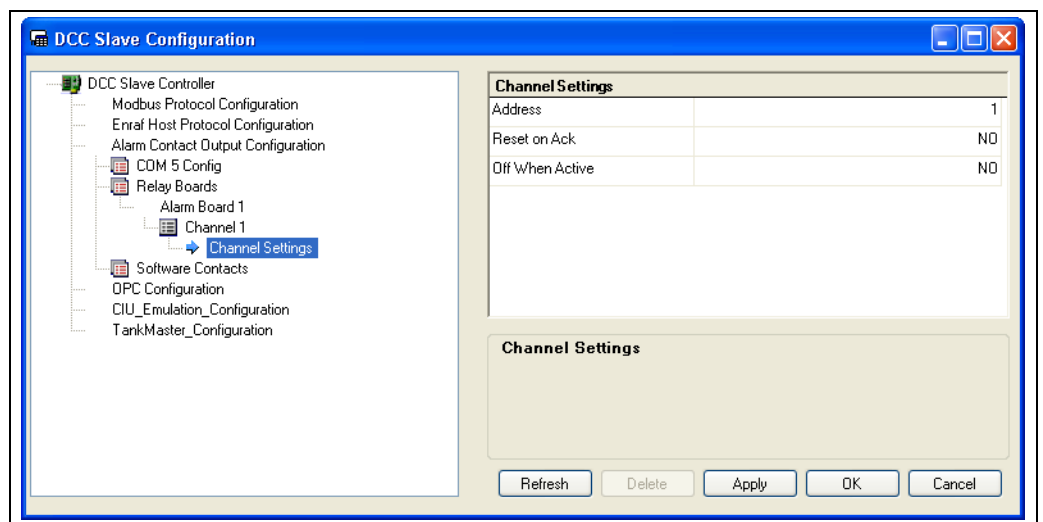 DCC Slave Configuration
DCC Slave Controller
Modbus Protocol Configuration
Enraf Host Protocol Configuration
Alarm Contact Output Configuration
COM 5 Config
Relay Boards
Alarm Board 1
Channel 1
Channel Settings
Software Contacts
OPC Configuration
CIU_Emulation_Configuration
TankMaster_Configuration
Channel Settings
Address 1
Reset on Ack NO
Off When Active NO
Channel Settings
Refresh Delete Apply OK Cancel